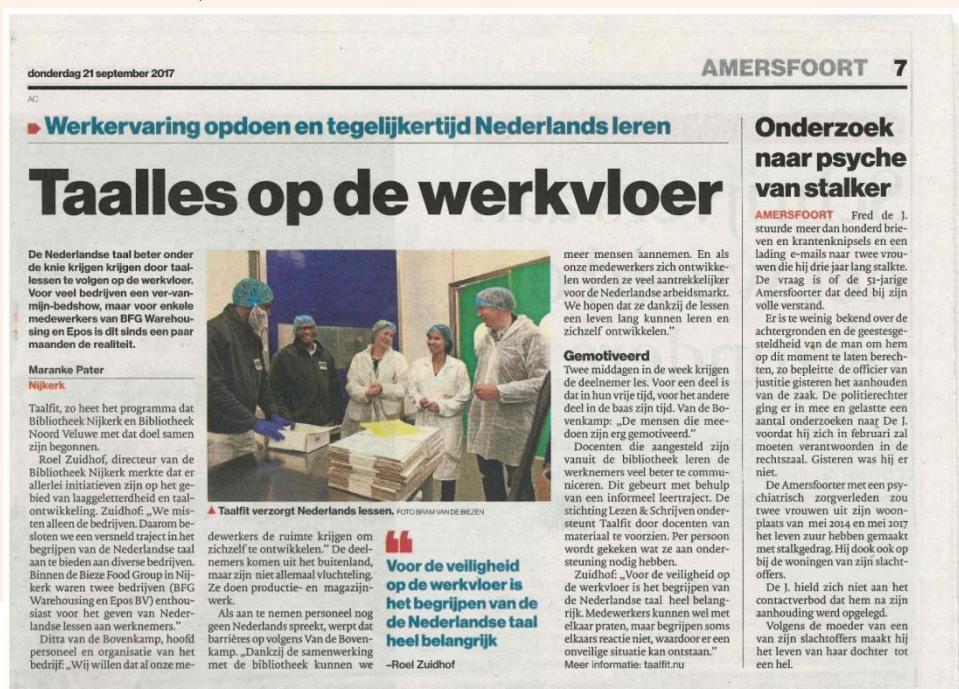 donderdag 21 september 2017
AMERSFOORT 7
AC
Werkervaring opdoen en tegelijkertijd Nederlands leren
Taalles op de werkvloer
De Nederlandse taal beter onder
de knie krijgen krijgen door taal-
lessen te volgen op de werkvloer.
Voor veel bedrijven een ver-van-
mijn-bedshow, maar voor enkele
medewerkers van BFG Warehou-
sing en Epos is dit sinds een paar
maanden de realiteit.
Maranke Pater
Nijkerk
Taalfit, zo heet het programma dat
Bibliotheek Nijkerk en Bibliotheek
Noord Veluwe met dat doel samen
zijn begonnen.
Roel Zuidhof, directeur van de
Bibliotheek Nijkerk merkte dat er
allerlei initiatieven zijn op het ge-
bied van laaggeletterdheid en taal-
ontwikkeling. Zuidhof: „We mis-
ten alleen de bedrijven. Daarom be-
sloten we een versneld traject in het
begrijpen van de Nederlandse taal
aan te bieden aan diverse bedrijven.
Binnen de Bieze Food Group in Nij-
kerk waren twee bedrijven (BFG
Warehousing en Epos BV) enthou-
siast voor het geven van Neder-
landse lessen aan werknemers.”
Ditta van de Bovenkamp, hoofd
personeel en organisatie van het
bedrijf: „Wij willen dat al onze me-
▲ Taalfit verzorgt Nederlands lessen. FOTO BRAM VAN DE BIEZEN
dewerkers de ruimte krijgen om
zichzelf te ontwikkelen.” De deel-
nemers komen uit het buitenland,
maar zijn niet allemaal vluchteling.
Ze doen productie- en magazijn-
werk.
Als aan te nemen personeel nog
geen Nederlands spreekt, werpt dat
barrières op volgens Van de Boven-
kamp. „Dankzij de samenwerking
met de bibliotheek kunnen we
“
Voor de veiligheid
op de werkvloer is
het begrijpen van de
de Nederlandse taal
heel belangrijk
–Roel Zuidhof
meer mensen aannemen. En als
onze medewerkers zich ontwikke-
len worden ze veel aantrekkelijker
voor de Nederlandse arbeidsmarkt.
We hopen dat ze dankzij de lessen
een leven lang kunnen leren en
zichzelf ontwikkelen.”
Gemotiveerd
Twee middagen in de week krijgen
de deelnemer les. Voor een deel is
dat in hun vrije tijd, voor het andere
deel in de baas zijn tijd. Van de Bo-
venkamp: „De mensen die mee-
doen zijn erg gemotiveerd.”
Docenten die aangesteld zijn
vanuit de bibliotheek leren de
werknemers veel beter te commu-
niceren. Dit gebeurt met behulp
van een informeel leertraject. De
stichting Lezen & Schrijven onder-
steunt Taalfit door docenten van
materiaal te voorzien. Per persoon
wordt gekeken wat ze aan onder-
steuning nodig hebben.
Zuidhof: „Voor de veiligheid op
de werkvloer is het begrijpen van
de Nederlandse taal heel belang-
rijk. Medewerkers kunnen wel met
elkaar praten, maar begrijpen soms
elkaars reactie niet, waardoor er een
onveilige situatie kan ontstaan.”
Meer informatie: taalfit.nu
Onderzoek
naar psyche
van stalker
AMERSFOORT Fred de J.
stuurde meer dan honderd brie-
ven en krantenknipsels en een
lading e-mails naar twee vrou-
wen die hij drie jaar lang stalkte.
De vraag is of de 51-jarige
Amersfoorter dat deed bij zijn
volle verstand.
Er is te weinig bekend over de
achtergronden en de geestesge-
steldheid van de man om hem
op dit moment te laten berech-
ten, zo bepleitte de officier van
justitie gisteren het aanhouden
van de zaak. De politierechter
ging er in mee en gelastte een
aantal onderzoeken naar De J.
voordat hij zich in februari zal
moeten verantwoorden in de
rechtszaal. Gisteren was hij er
niet.
De Amersfoorter met een psy-
chiatrisch zorgverleden zou
twee vrouwen uit zijn woon-
plaats van mei 2014 en mei 2017
het leven zuur hebben gemaakt
met stalkgedrag. Hij dook ook op
bij de woningen van zijn slacht-
offers.
De J. hield zich niet aan het
contactverbod dat hem na zijn
aanhouding werd opgelegd.
Volgens de moeder van een
van zijn slachtoffers maakt hij
het leven van haar dochter tot
een hel.